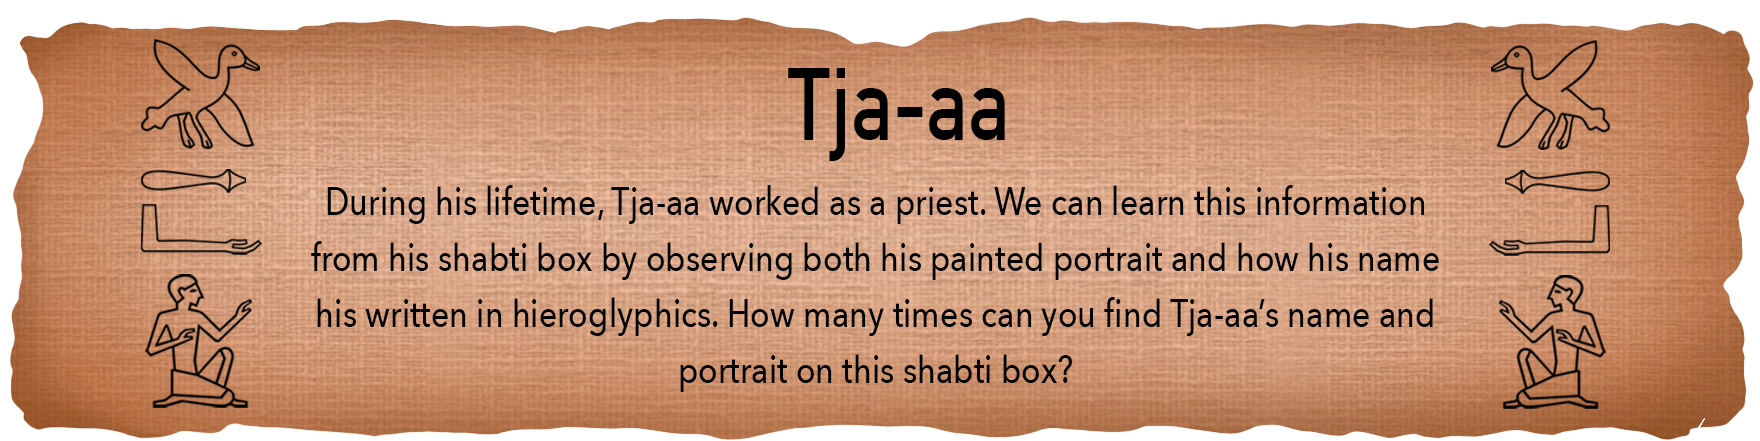 Tja-aa
During his lifetime, Tja-aa worked as a priest. We can learn this information
from his shabti box by observing both his painted portrait and how his name
his written in hieroglyphics. How many times can you find Tja-aa’s name and
portrait on this shabti box?